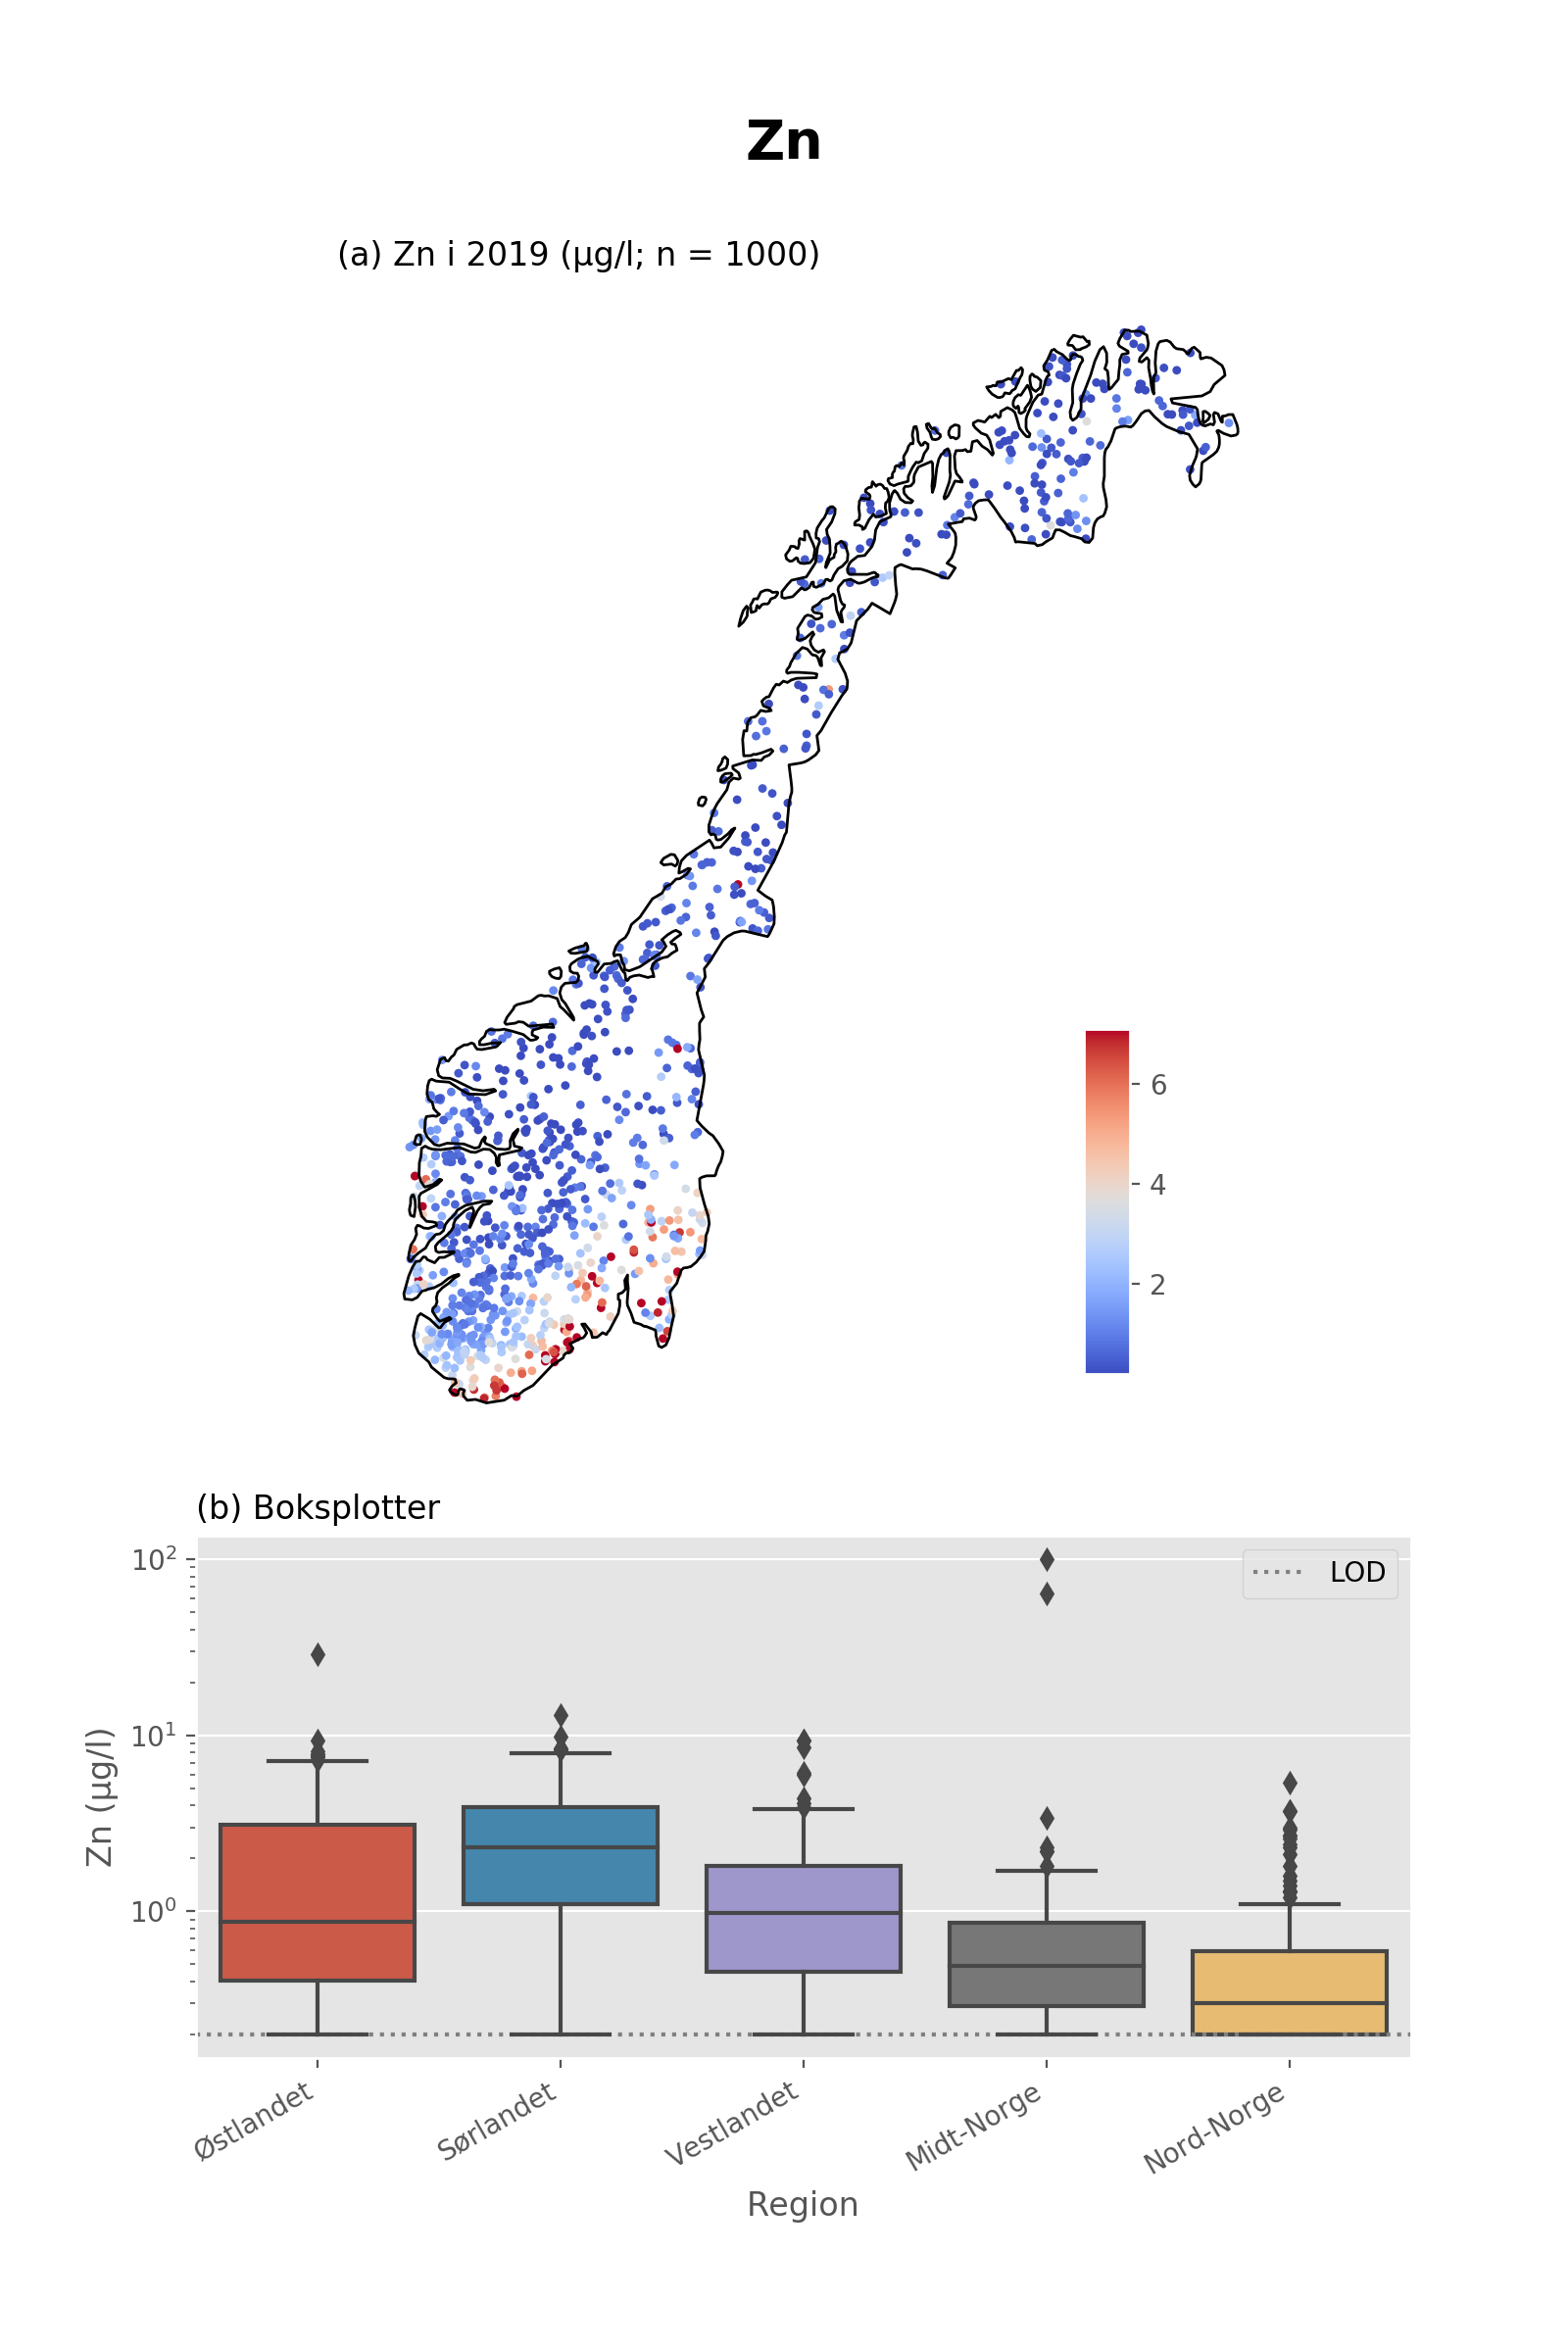 Zn
(a) Zn i 2019 (µg/l; n = 1000)
6
4
2
(b) Boksplotter
10²
10¹
10⁰
Zn (µg/l)
LOD
Østlandet
Sørlandet
Vestlandet
Midt-Norge
Nord-Norge
Region